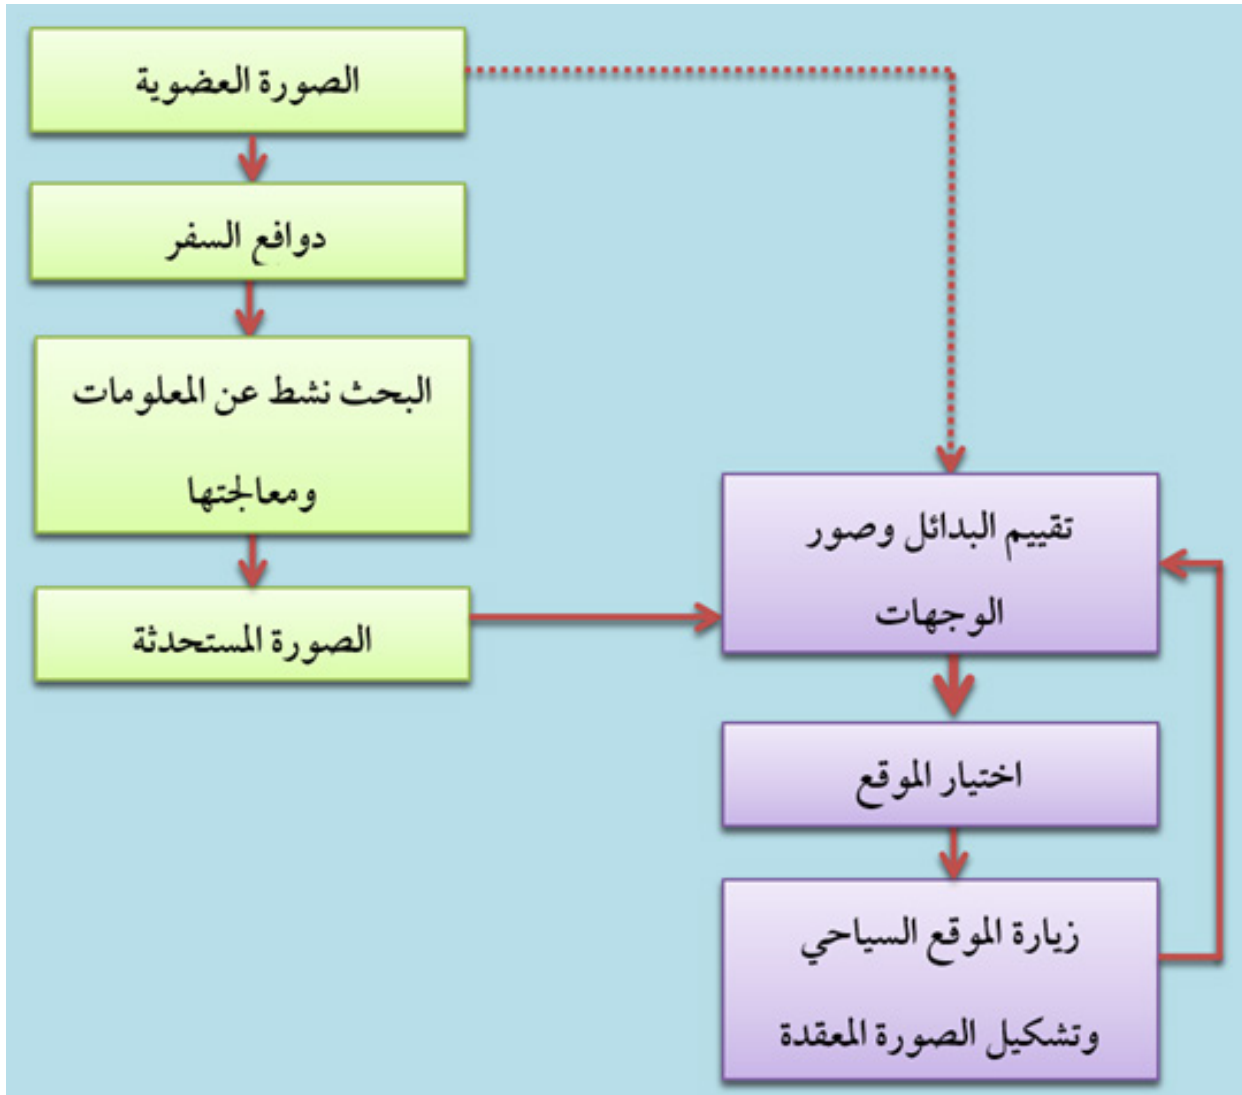 الصورة العضوية
دوافع السفر
البحث نشط عن المعلومات
ومعالجتها
الصورة المستحدثة
تقييم البدائل وصور
الوجهات
اختيار الموقع
زيارة الموقع السياحي
وتشكيل الصورة المعقدة